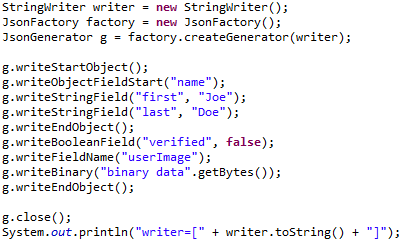 StringWriter writer = new StringWriter();
JsonFactory factory = new JsonFactory();
JsonGenerator g = factory.createGenerator(writer);
g.writeStartObject();
g.writeObjectFieldStart("name");
g.writeStringField("first", "Joe");
g.writeStringField("last", "Doe");
g.writeEndObject();
g.writeBooleanField("verified", false);
g.writeFieldName("userImage");
g.writeBinary("binary data".getBytes());
g.writeEndObject();
g.close();
System.out.println("writer=[" + writer.toString() + "]");